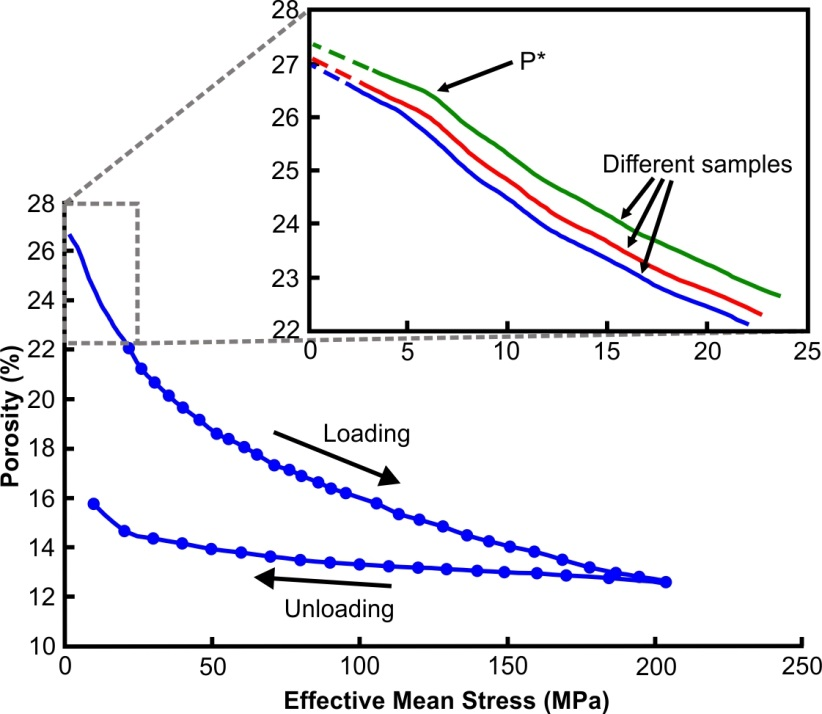 28
27
26
25
24
23
22
0 5 10 15 20 25
P*
Different samples
28
26
24
22
20
18
16
14
12
10
Porosity (%)
Loading
Unloading
0 50 100 150 200 250
Effective Mean Stress (MPa)